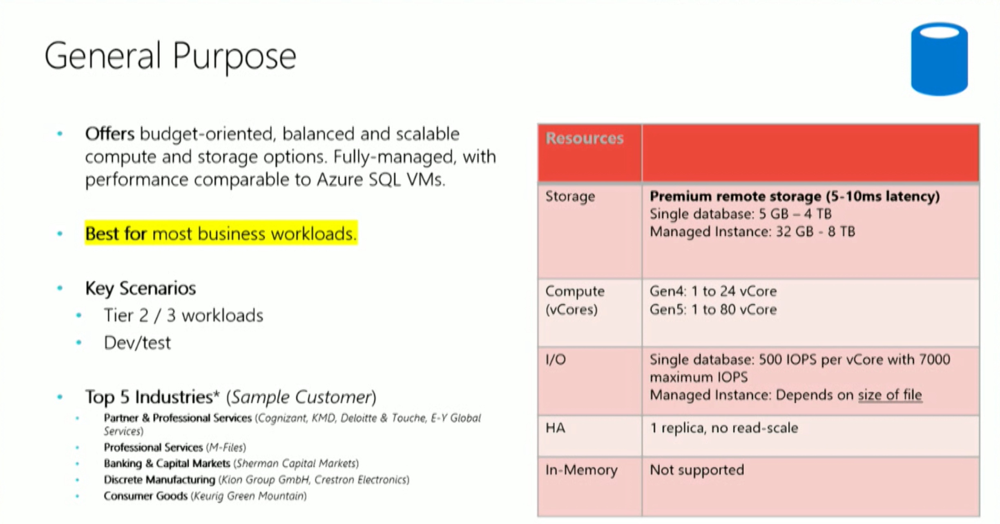 General Purpose
Offers budget-oriented, balanced and scalable
compute and storage options. Fully-managed, with
performance comparable to Azure SQL VMs.
Best for most business workloads.
Key Scenarios
Tier 2 / 3 workloads
Dev/test
Top 5 Industries* (Sample Customer)
Partner & Professional Services (Cognizant, KMD, Deloitte & Touche, E-Y Global
Services)
Professional Services (M-Files)
Banking & Capital Markets (Sherman Capital Markets)
Discrete Manufacturing (Kion Group GmbH, Crestron Electronics)
Consumer Goods (Keurig Green Mountain)
Resources
Storage
Premium remote storage (5-10ms latency)
Single database: 5 GB – 4 TB
Managed Instance: 32 GB - 8 TB
Compute
(vCores)
Gen4: 1 to 24 vCore
Gen5: 1 to 80 vCore
I/O
Single database: 500 IOPS per vCore with 7000
maximum IOPS
Managed Instance: Depends on size of file
HA
1 replica, no read-scale
In-Memory
Not supported